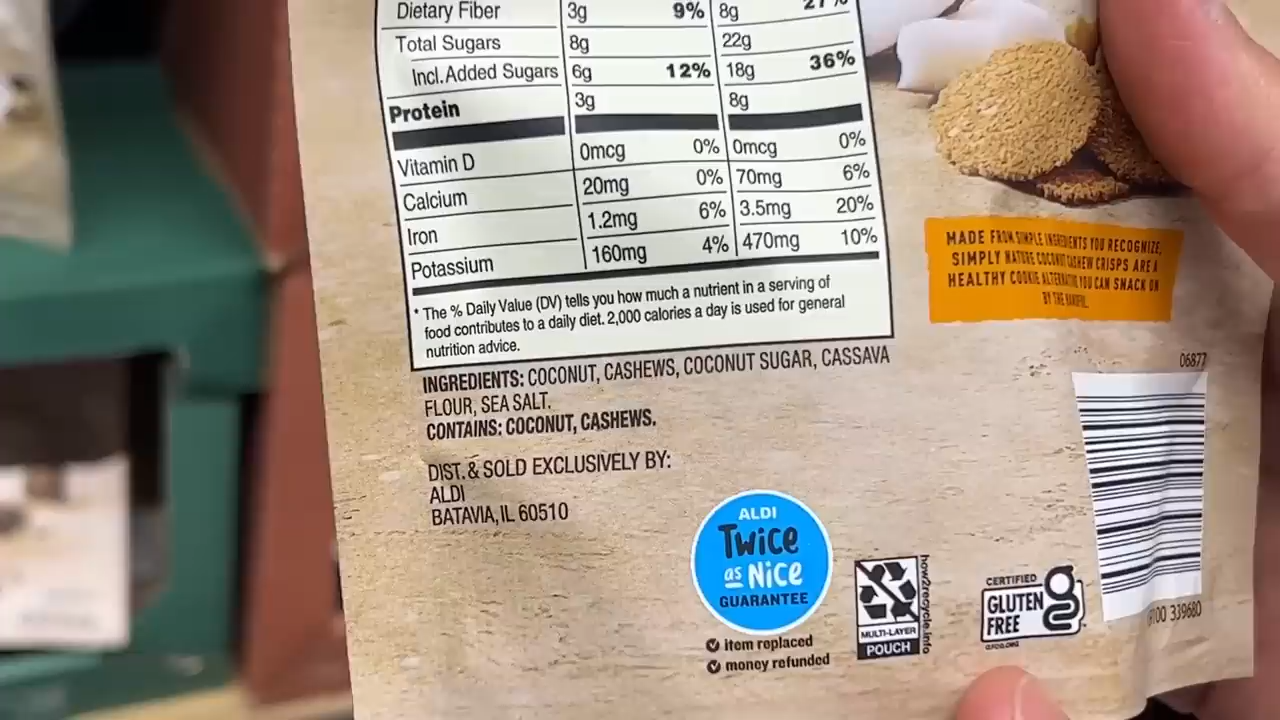 Dietary Fiber 3g 9% 8g 27%
Total Sugars 8g 22g
Incl. Added Sugars 6g 12% 18g 36%
Protein 3g 8g
Vitamin D 0mcg 0% 0mcg 0%
Calcium 20mg 0% 70mg 6%
Iron 1.2mg 6% 3.5mg 20%
Potassium 160mg 4% 470mg 10%
* The % Daily Value (DV) tells you how much a nutrient in a serving of
food contributes to a daily diet. 2,000 calories a day is used for general
nutrition advice.
INGREDIENTS: COCONUT, CASHEWS, COCONUT SUGAR, CASSAVA
FLOUR, SEA SALT.
CONTAINS: COCONUT, CASHEWS.
DIST. & SOLD EXCLUSIVELY BY:
ALDI
BATAVIA, IL 60510
MADE FROM SIMPLE INGREDIENTS YOU RECOGNIZE,
SIMPLY NATURE COCONUT CASHEW CRISPS ARE A
HEALTHY COOKIE ALTERNATIVE YOU CAN SNACK ON
BY THE HANDFUL.
06877
ALDI
Twice
as Nice
GUARANTEE
item replaced
money refunded
MULTI-LAYER
POUCH
how2recycle.info
CERTIFIED
GLUTEN
FREE
GFCO.ORG
339680